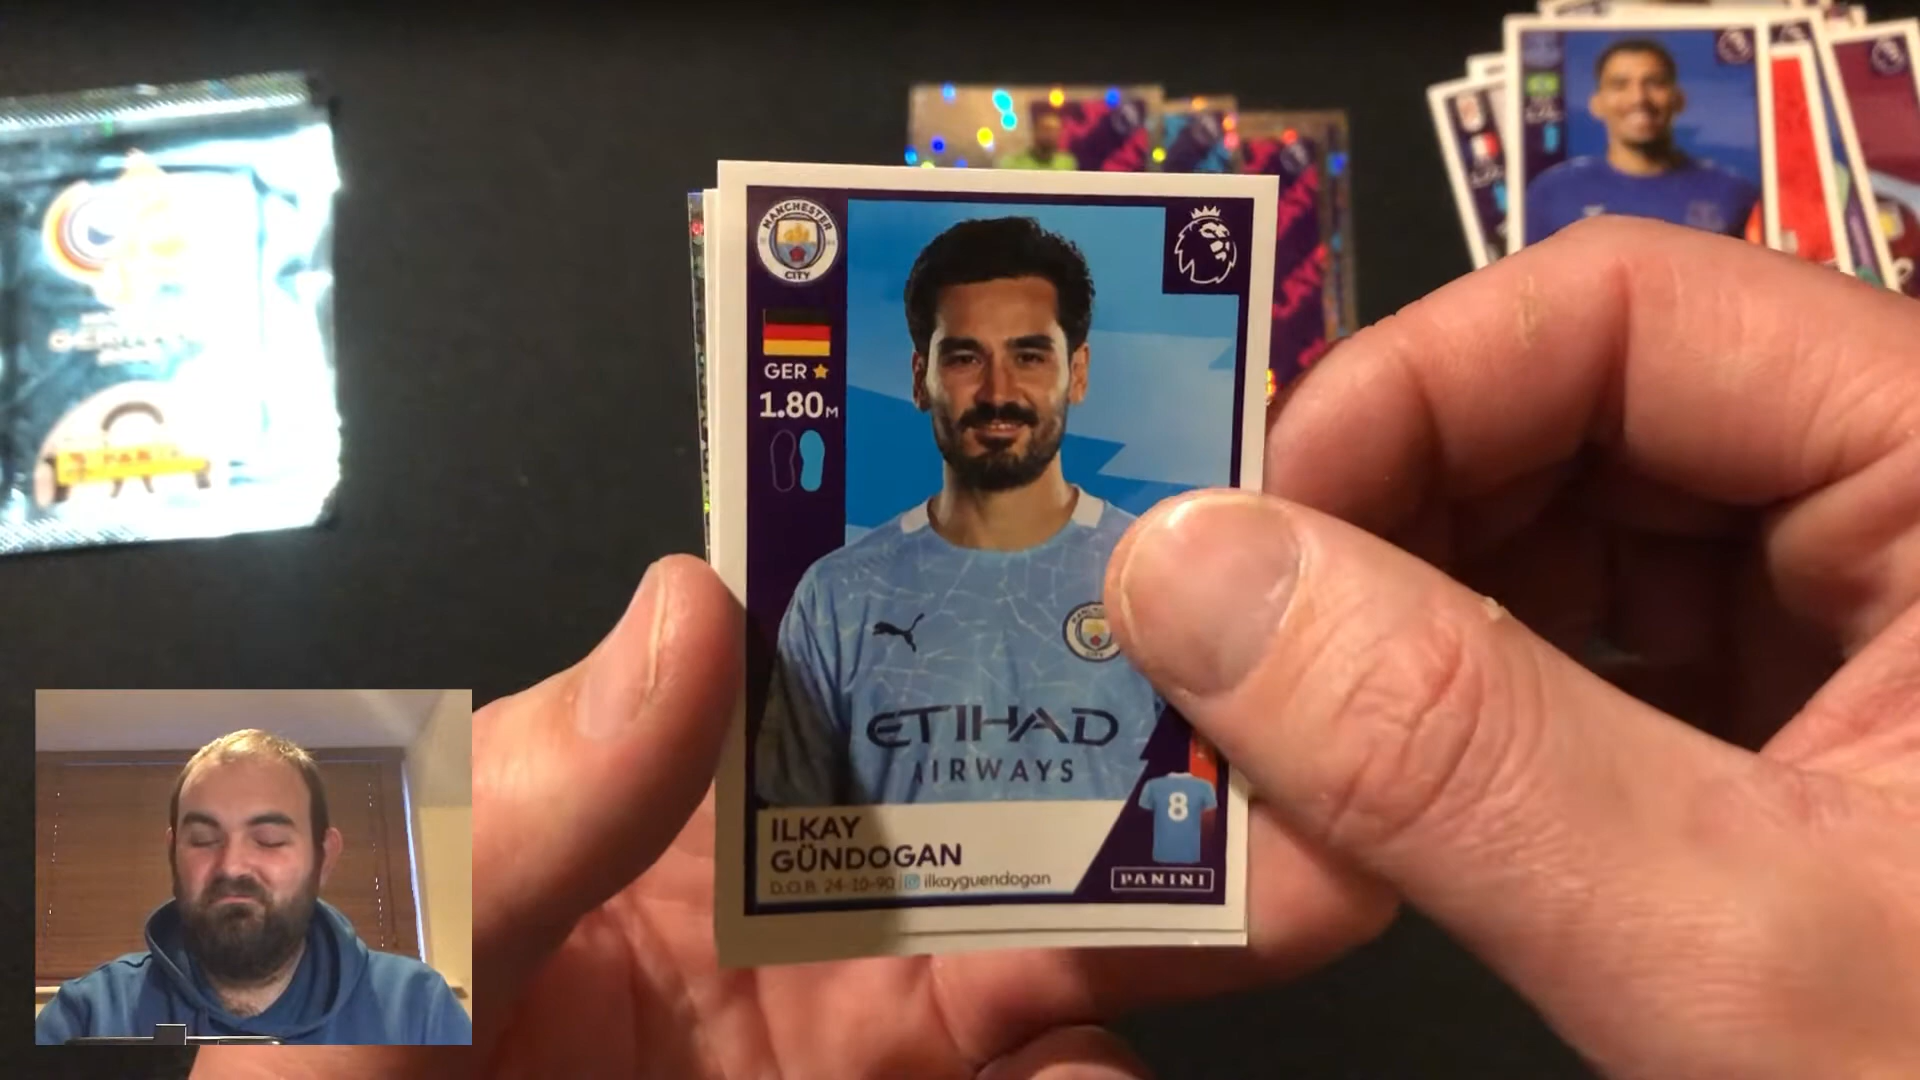 MANCHESTER
CITY
GER
1.80M
ETIHAD
AIRWAYS
8
ILKAY
GÜNDOGAN
D.O.B. 24-10-90 ilkayguendogan
PANINI